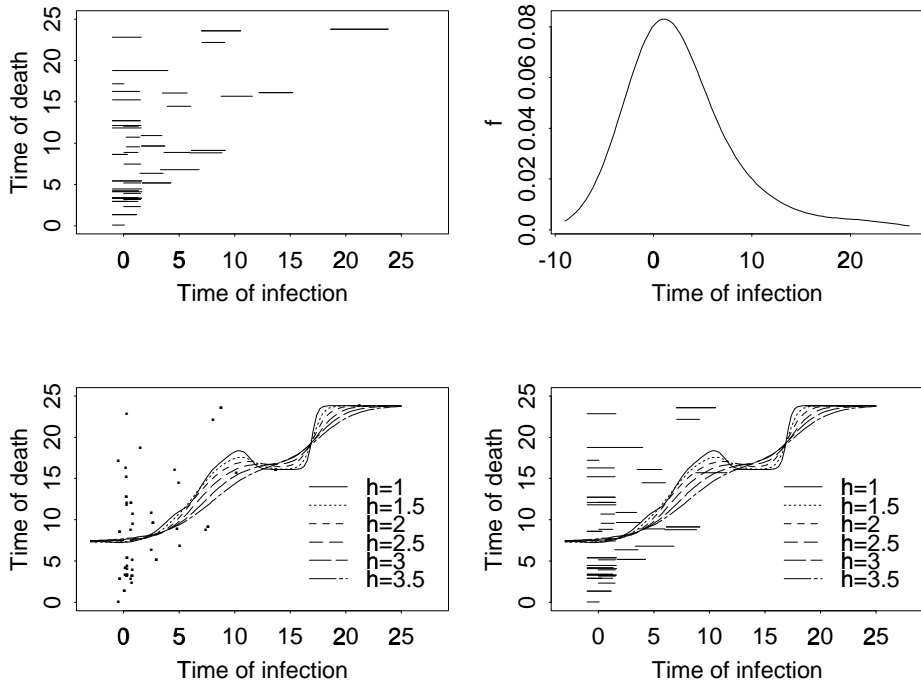 Time of death
0 5 10 15 20 25
0 5 10 15 20 25
Time of infection
f
0.0 0.02 0.04 0.06 0.08
-10 0 10 20
Time of infection
Time of death
0 5 10 15 20 25
h=1
h=1.5
h=2
h=2.5
h=3
h=3.5
0 5 10 15 20 25
Time of infection
Time of death
0 5 10 15 20 25
h=1
h=1.5
h=2
h=2.5
h=3
h=3.5
0 5 10 15 20 25
Time of infection